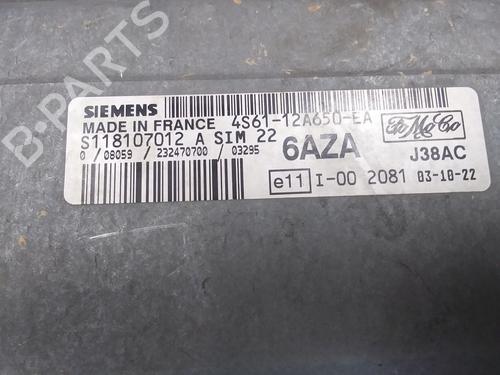 B-PARTS
SIEMENS 4S61-12A650-EA FoMoCo
MADE IN FRANCE
S118107012 A SIM 22 6AZA J38AC
0 / 08059 / 232470700 / 03295
e11 I-00 2081 03-10-22